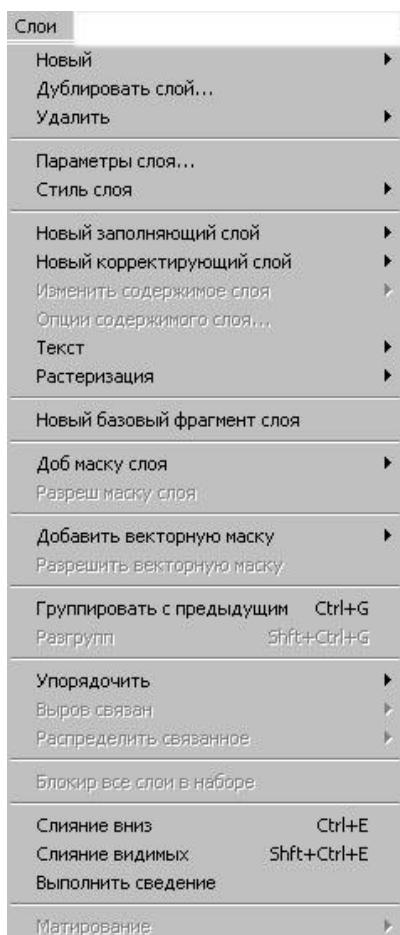 Слои
Новый
Дублировать слой...
Удалить
Параметры слоя...
Стиль слоя
Новый заполняющий слой
Новый корректирующий слой
Изменить содержимое слоя
Опции содержимого слоя...
Текст
Растеризация
Новый базовый фрагмент слоя
Доб маску слоя
Разреш маску слоя
Добавить векторную маску
Разрешить векторную маску
Группировать с предыдущим Ctrl+G
Разгрупп Shft+Ctrl+G
Упорядочить
Выров связан
Распределить связанное
Блокир все слои в наборе
Слияние вниз Ctrl+E
Слияние видимых Shft+Ctrl+E
Выполнить сведение
Матирование